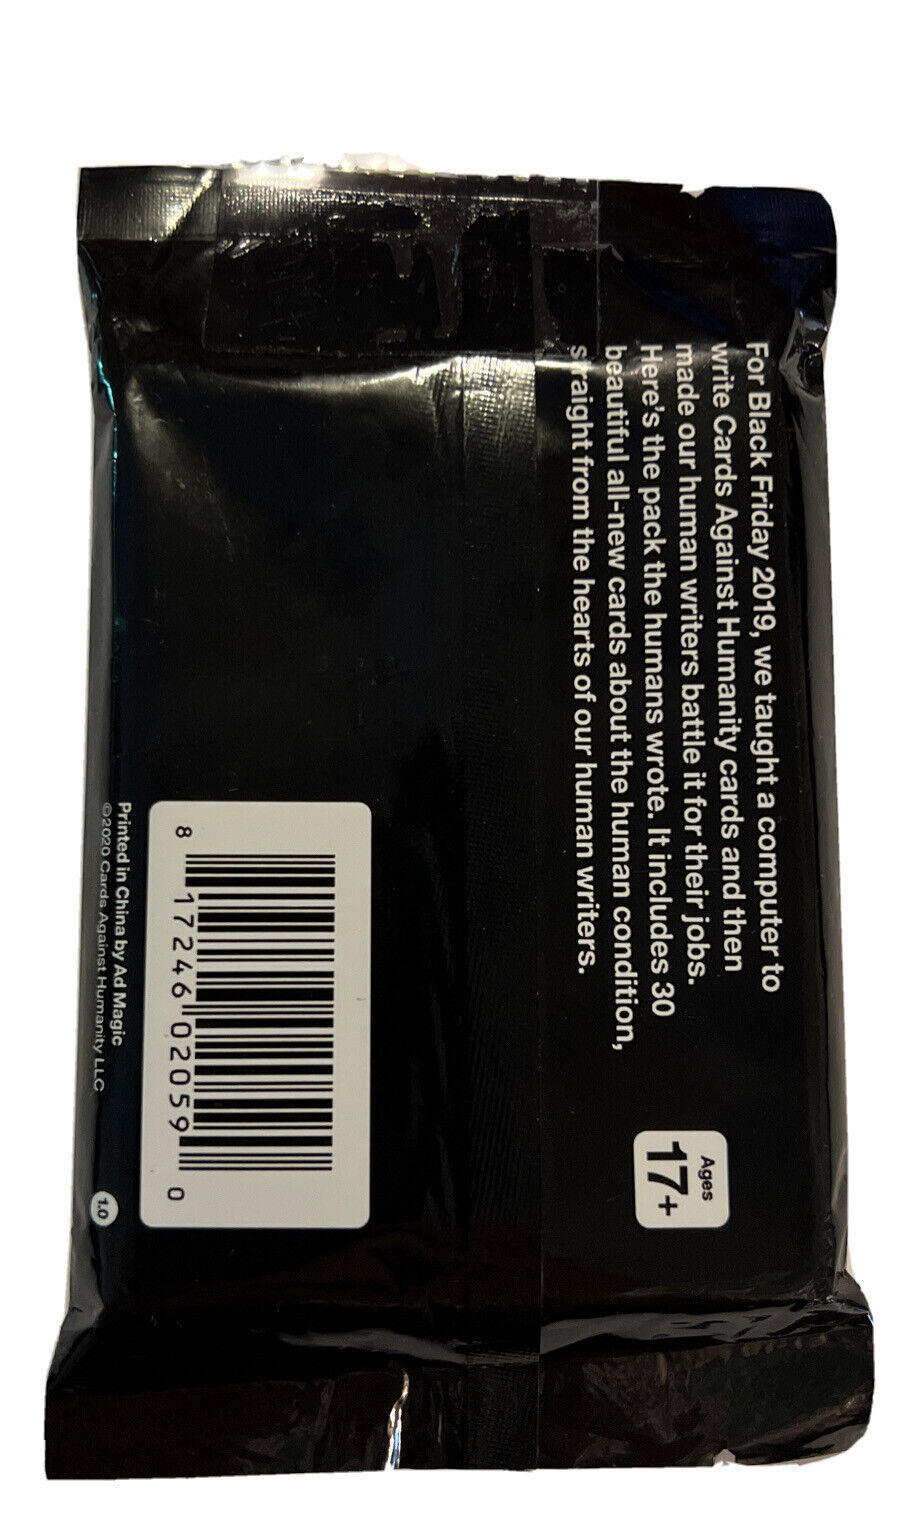 For Black Friday 2019, we taught a computer to
write Cards Against Humanity cards and then
made our human writers battle it for their jobs.
Here's the pack the humans wrote. It includes 30
beautiful all-new cards about the human condition,
straight from the hearts of our human writers.
Ages
17+
8 17246 02059 0
Printed in China by Ad Magic
©2020 Cards Against Humanity LLC
1.0